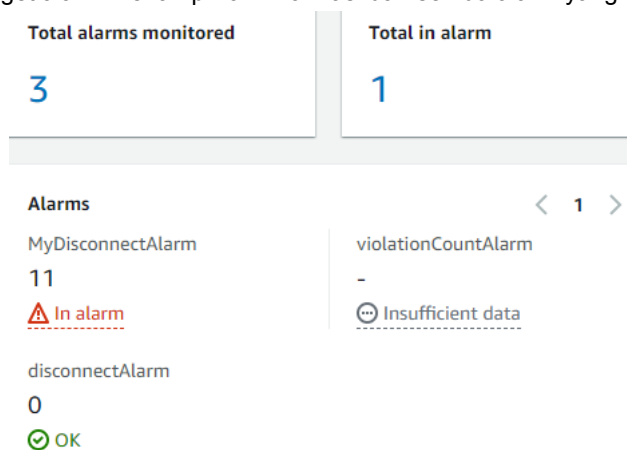 Total alarms monitored
3
Total in alarm
1
Alarms
1
MyDisconnectAlarm
11
In alarm
violationCountAlarm
-
Insufficient data
disconnectAlarm
0
OK